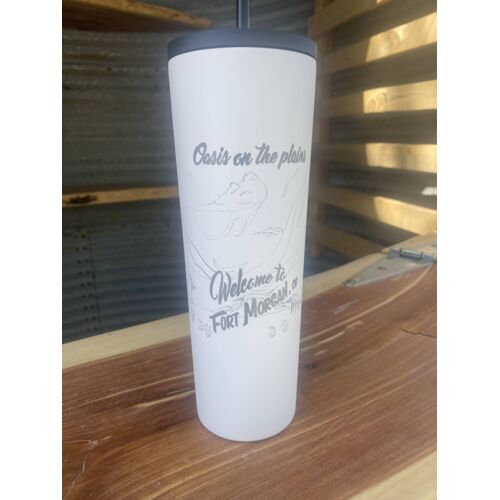 Oasis on the plains
Welcome to
FORT MORGAN, CO